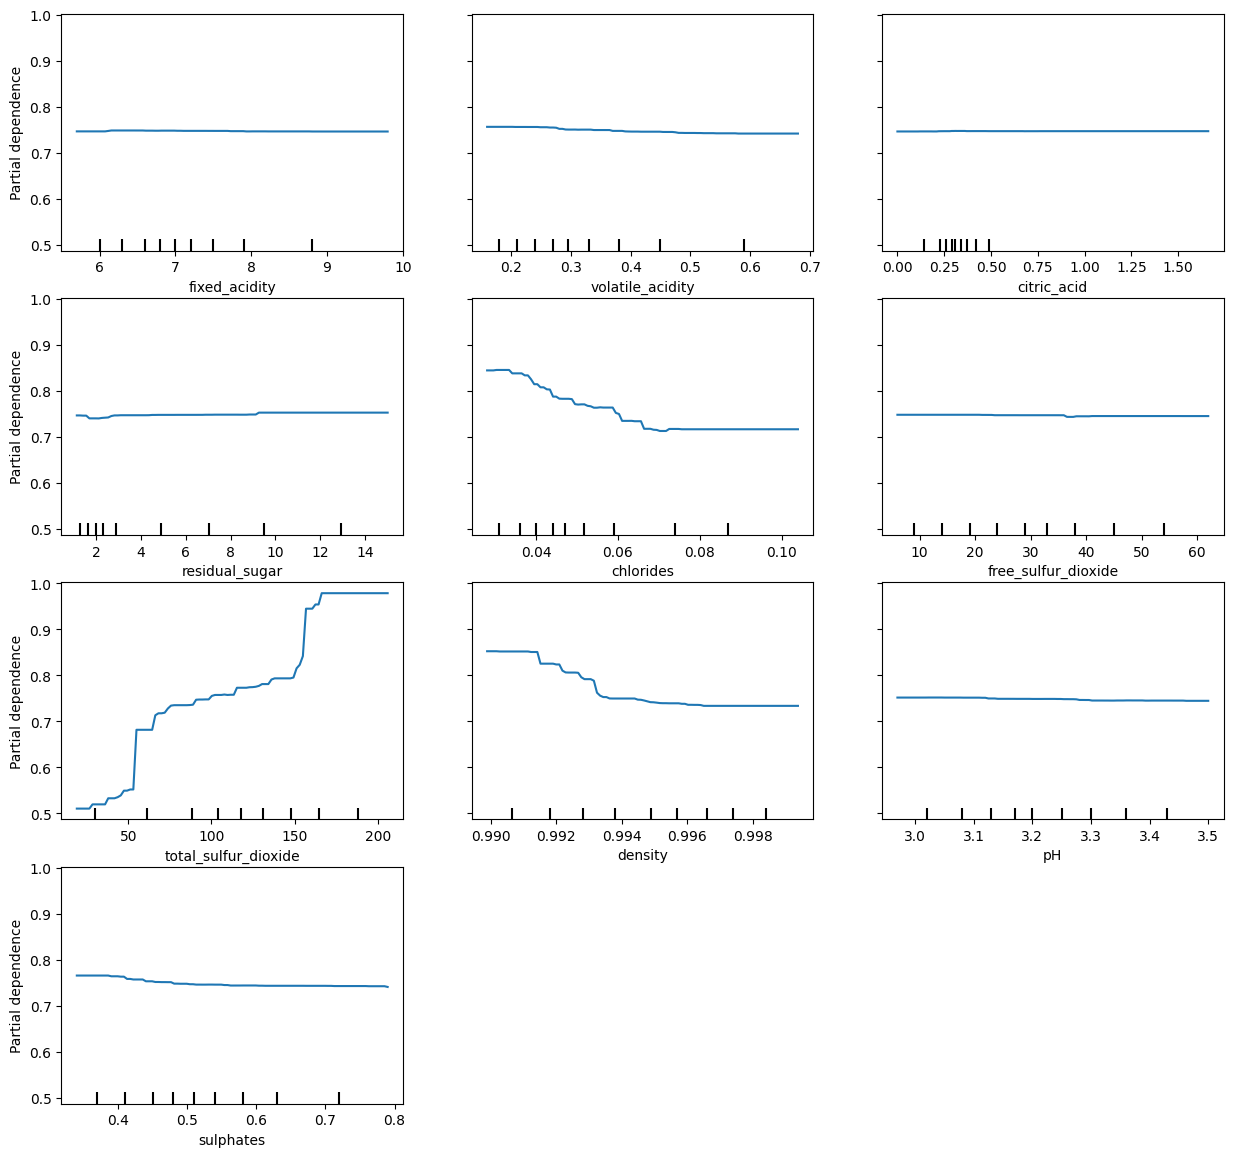 1.0
0.9
0.8
0.7
0.6
0.5
Partial dependence
6 7 8 9 10
fixed_acidity
0.2 0.3 0.4 0.5 0.6 0.7
volatile_acidity
0.00 0.25 0.50 0.75 1.00 1.25 1.50
citric_acid
1.0
0.9
0.8
0.7
0.6
0.5
Partial dependence
2 4 6 8 10 12 14
residual_sugar
0.04 0.06 0.08 0.10
chlorides
10 20 30 40 50 60
free_sulfur_dioxide
1.0
0.9
0.8
0.7
0.6
0.5
Partial dependence
50 100 150 200
total_sulfur_dioxide
0.990 0.992 0.994 0.996 0.998
density
3.0 3.1 3.2 3.3 3.4 3.5
pH
1.0
0.9
0.8
0.7
0.6
0.5
Partial dependence
0.4 0.5 0.6 0.7 0.8
sulphates